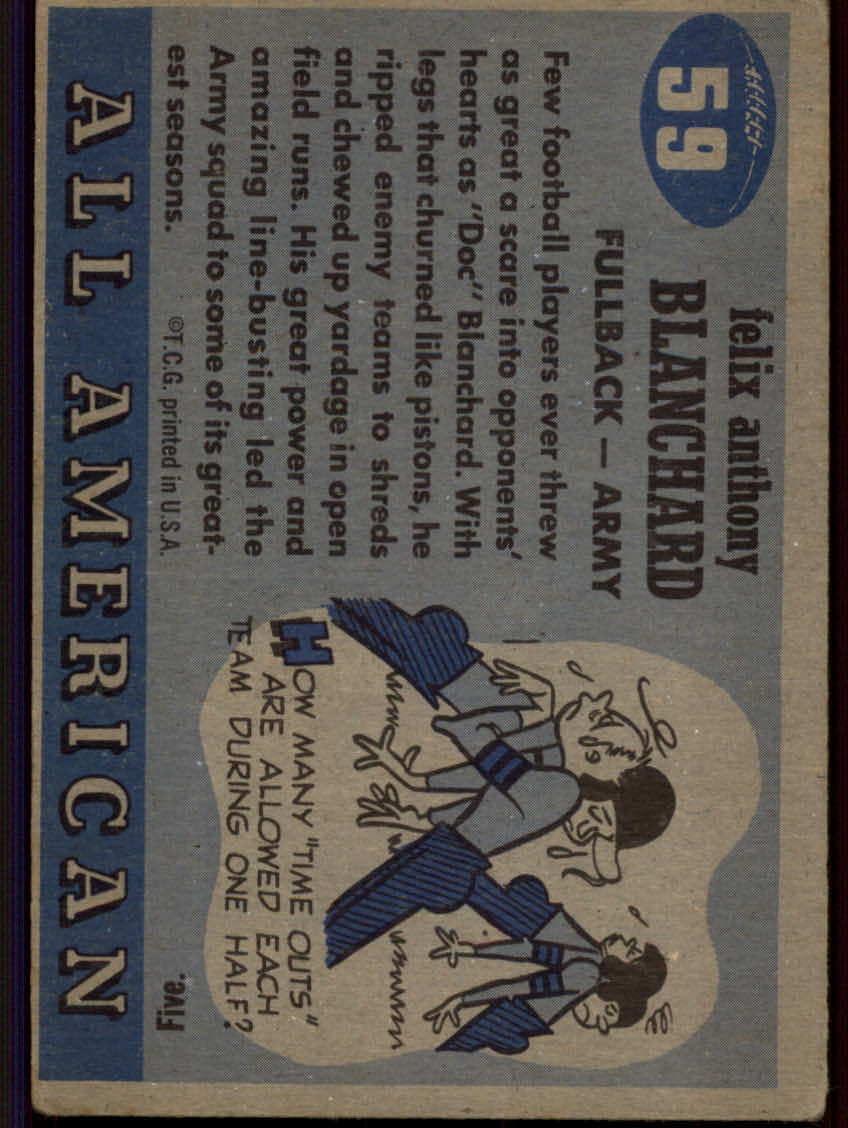 59
felix anthony
BLANCHARD
FULLBACK — ARMY
Few football players ever threw
as great a scare into opponents'
hearts as "Doc" Blanchard. With
legs that churned like pistons, he
ripped enemy teams to shreds
and chewed up yardage in open
field runs. His great power and
amazing line-busting led the
Army squad to some of its great-
est seasons.
©T.C.G. printed in U.S.A.
HOW MANY "TIME OUTS"
ARE ALLOWED EACH
TEAM DURING ONE HALF?
Five.
ALL AMERICAN